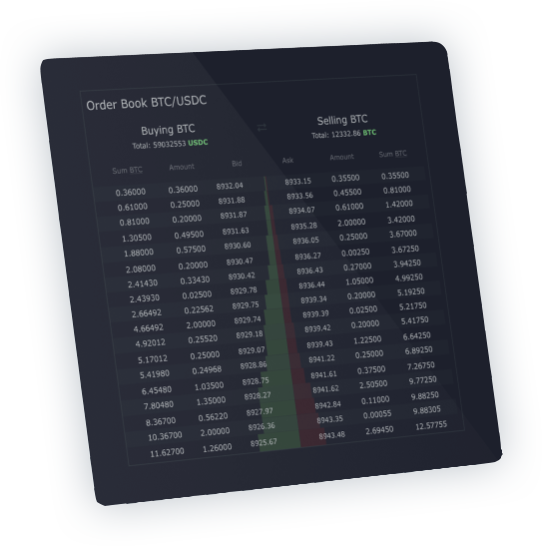 Order Book BTC/USDC
Buying BTC Selling BTC
Total: 59032553 USDC Total: 12332.86 BTC
Sum BTC Amount Bid Ask Amount Sum BTC
0.36000 0.36000 8932.04 8933.15 0.35500 0.35500
0.61000 0.25000 8931.88 8933.56 0.45500 0.81000
0.81000 0.20000 8931.87 8934.07 0.61000 1.42000
1.30500 0.49500 8931.63 8935.28 2.00000 3.42000
1.88000 0.57500 8930.60 8936.05 0.25000 3.67000
2.08000 0.20000 8930.47 8936.27 0.00250 3.67250
2.41430 0.33430 8930.42 8936.43 0.27000 3.94250
2.43930 0.02500 8929.78 8936.44 1.05000 4.99250
2.66492 0.22562 8929.75 8939.34 0.20000 5.19250
4.66492 2.00000 8929.74 8939.39 0.02500 5.21750
4.92012 0.25520 8929.18 8939.42 0.20000 5.41750
5.17012 0.25000 8929.07 8939.43 1.22500 6.64250
5.41980 0.24968 8928.86 8941.22 0.25000 6.89250
6.45480 1.03500 8928.75 8941.61 0.37500 7.26750
7.80480 1.35000 8928.27 8941.62 2.50500 9.77250
8.36700 0.56220 8927.97 8942.84 0.11000 9.88250
10.36700 2.00000 8926.36 8943.35 0.00055 9.88305
11.62700 1.26000 8925.67 8943.48 2.69450 12.57755